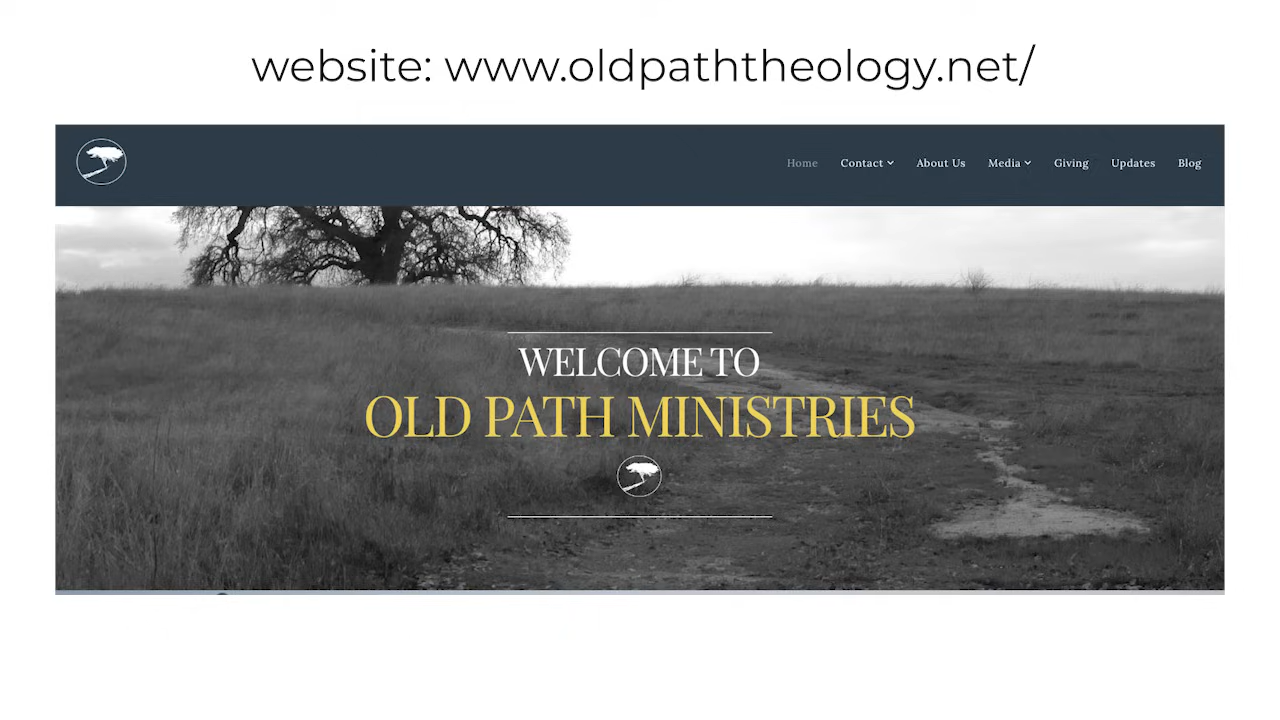 website: www.oldpaththeology.net/
Home Contact About Us Media Giving Updates Blog
WELCOME TO
OLD PATH MINISTRIES